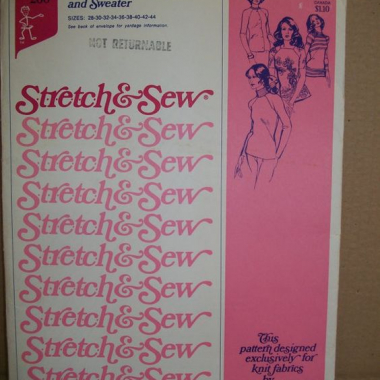 and Sweater
SIZES: 28-30-32-34-36-38-40-42-44
See back of envelope for yardage information.
NOT RETURNABLE
$1.10
Stretch & Sew®
Stretch & Sew
Stretch & Sew
Stretch & Sew
Stretch & Sew
Stretch & Sew
Stretch & Sew
Stretch & Sew
Stretch & Sew
Stretch & Sew
This
pattern designed
exclusively for
knit fabrics
by